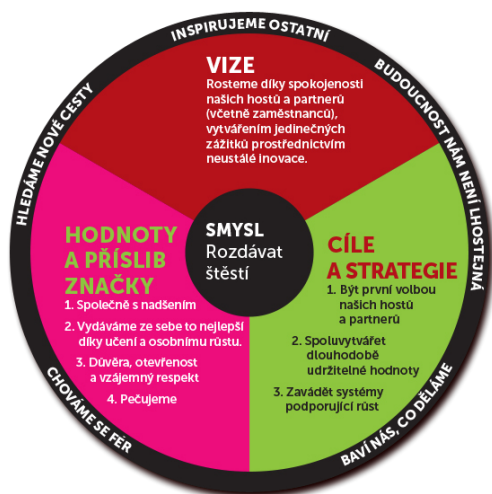 INSPIRUJEME OSTATNÍ
BUDOUCNOST NÁM NENÍ LHOSTEJNÁ
BAVÍ NÁS, CO DĚLÁME
CHOVÁME SE FÉR
HLEDÁME NOVÉ CESTY
VIZE
Rosteme díky spokojenosti
našich hostů a partnerů
(včetně zaměstnanců),
vytvářením jedinečných
zážitků prostřednictvím
neustálé inovace.
SMYSL
Rozdávat
štěstí
HODNOTY
A PŘÍSLIB
ZNAČKY
1. Společně s nadšením
2. Vydáváme ze sebe to nejlepší
díky učení a osobnímu růstu.
3. Důvěra, otevřenost
a vzájemný respekt
4. Pečujeme
CÍLE
A STRATEGIE
1. Být první volbou
našich hostů
a partnerů
2. Spoluvytvářet
dlouhodobě
udržitelné hodnoty
3. Zavádět systémy
podporující růst